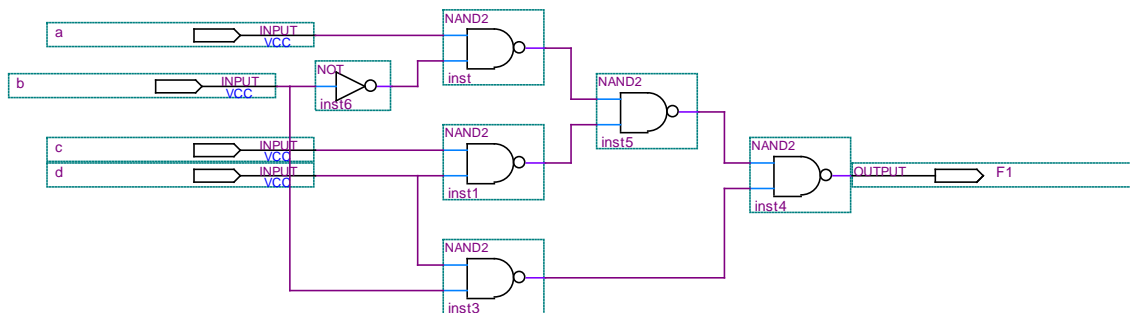 NAND2
a
INPUT
VCC
inst
NOT
inst6
b
INPUT
VCC
NAND2
inst5
NAND2
c
INPUT
VCC
inst1
d
INPUT
VCC
NAND2
inst4
OUTPUT
F1
NAND2
inst3